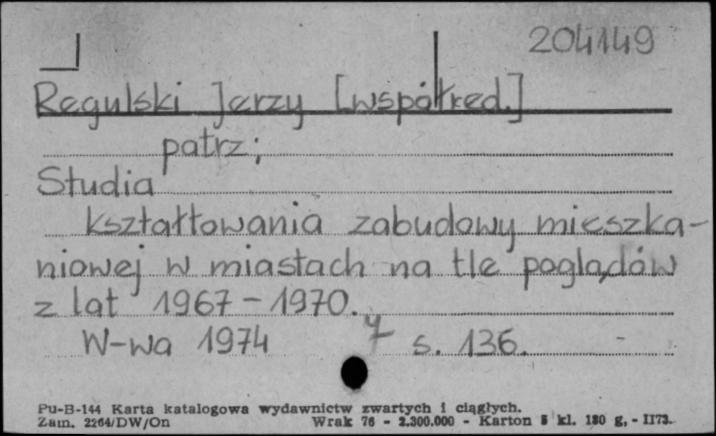 204149
Regulski Jerzy [współred.]
patrz;
Studia
kształtowania zabudowy mieszka-
niowej w miastach na tle poglądów
z lat 1967-1970.
W-wa 1974 s. 136.
Pu-B-144 Karta katalogowa wydawnictw zwartych i ciągłych.
Zam. 2264/DW/On Wrak 76 - 2.300.000 - Karton 5 kl. 180 g, - II73.